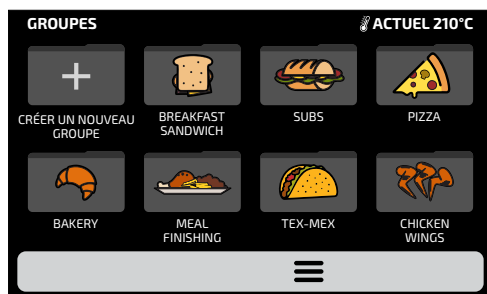 GROUPES
ACTUEL 210°C
CRÉER UN NOUVEAU
GROUPE
BREAKFAST
SANDWICH
SUBS
PIZZA
BAKERY
MEAL
FINISHING
TEX-MEX
CHICKEN
WINGS